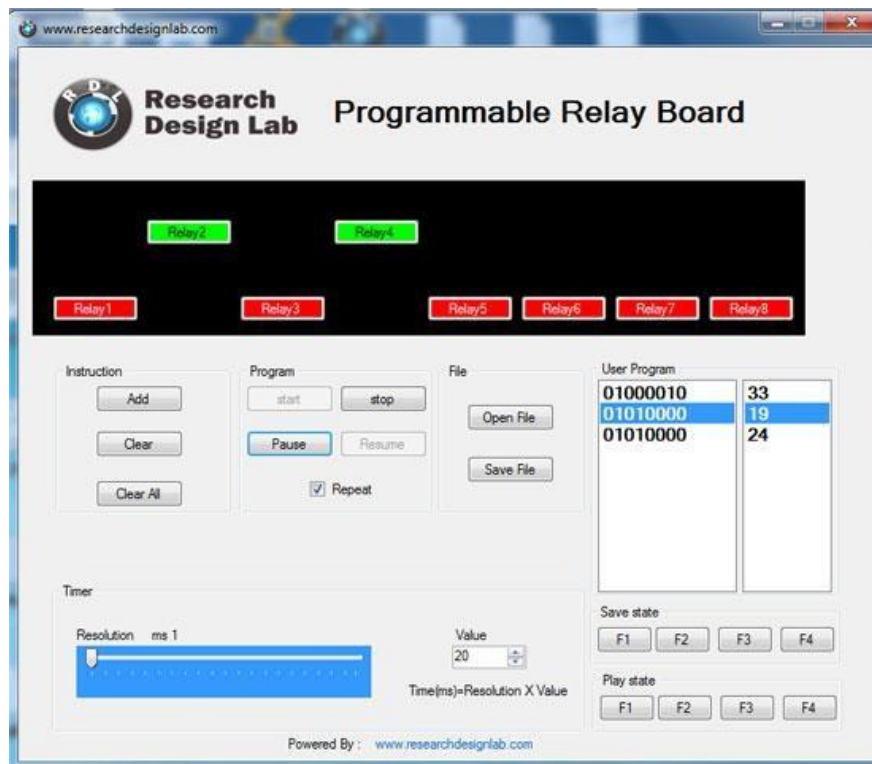 www.researchdesignlab.com
RDL
Research
Design Lab
Programmable Relay Board
Relay2 Relay4
Relay1 Relay3 Relay5 Relay6 Relay7 Relay8
Instruction Program File User Program
Add start stop Open File 01000010 33
01010000 19
Clear Pause Resume 01010000 24
Save File
Clear All Repeat
Timer
Resolution ms 1 Value
20
Time(ms)=Resolution X Value
Save state
F1 F2 F3 F4
Play state
F1 F2 F3 F4
Powered By : www.researchdesignlab.com